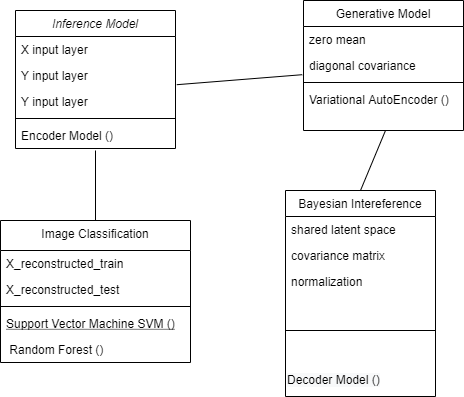 Inference Model
X input layer
Y input layer
Y input layer
Encoder Model ()
Generative Model
zero mean
diagonal covariance
Variational AutoEncoder ()
Image Classification
X_reconstructed_train
X_reconstructed_test
Support Vector Machine SVM ()
Random Forest ()
Bayesian Intereference
shared latent space
covariance matrix
normalization
Decoder Model ()